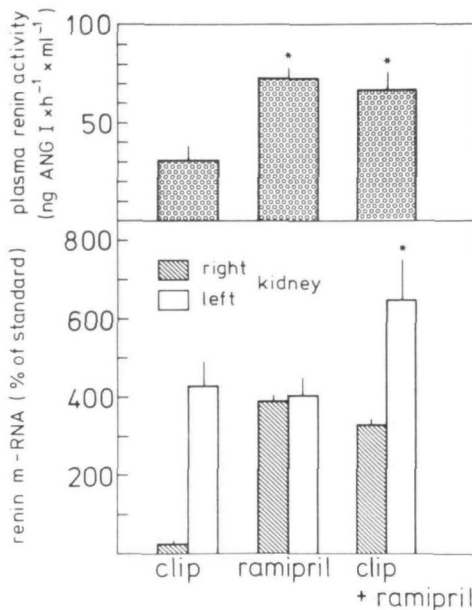 plasma renin activity
(ng ANG I × h⁻¹ × ml⁻¹)
100
50
*
*
renin m-RNA (% of standard)
800
600
400
200
right
left
kidney
*
clip
ramipril
clip
+ ramipril